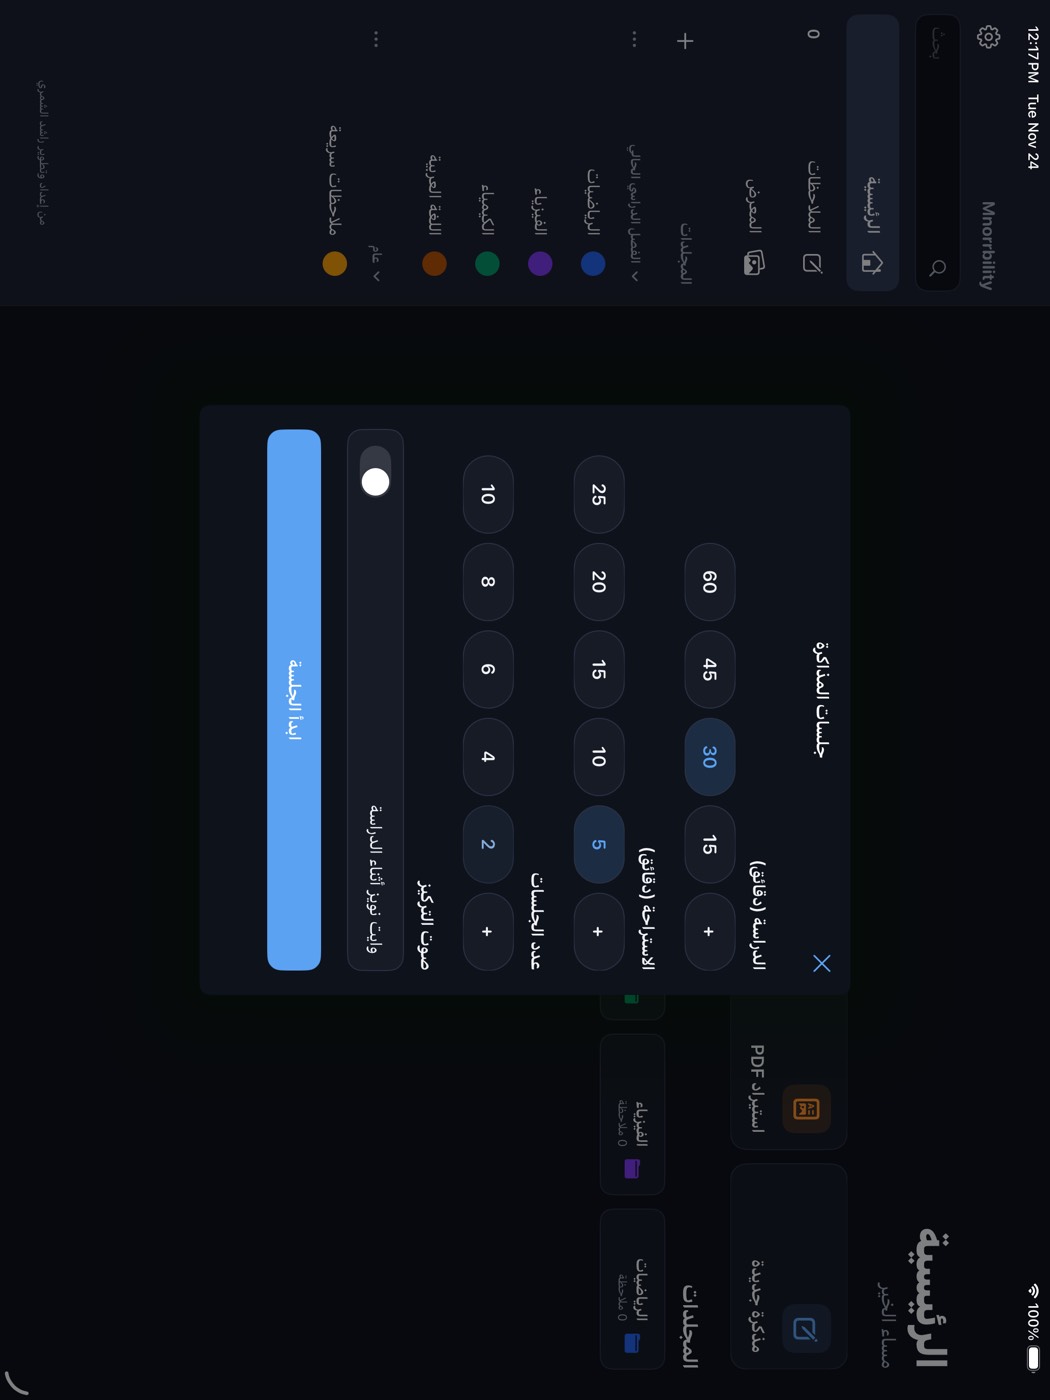 12:17 PM Tue Nov 24
100%
Mnorrbility
بحث
الرئيسية
الملاحظات
0
المعرض
المجلدات
الفصل الدراسي الحالي
الرياضيات
الفيزياء
الكيمياء
اللغة العربية
عام
ملاحظات سريعة
من إعداد وتطوير راشد الشمري
الرئيسية
مساء الخير
مذكرة جديدة
استيراد PDF
المجلدات
الرياضيات
0 ملاحظة
الفيزياء
0 ملاحظة
جلسات المذاكرة
الدراسة (دقائق)
+ 15 30 45 60
الاستراحة (دقائق)
+ 5 10 15 20 25
عدد الجلسات
+ 2 4 6 8 10
صوت التركيز
وايت نويز أثناء الدراسة
ابدأ الجلسة